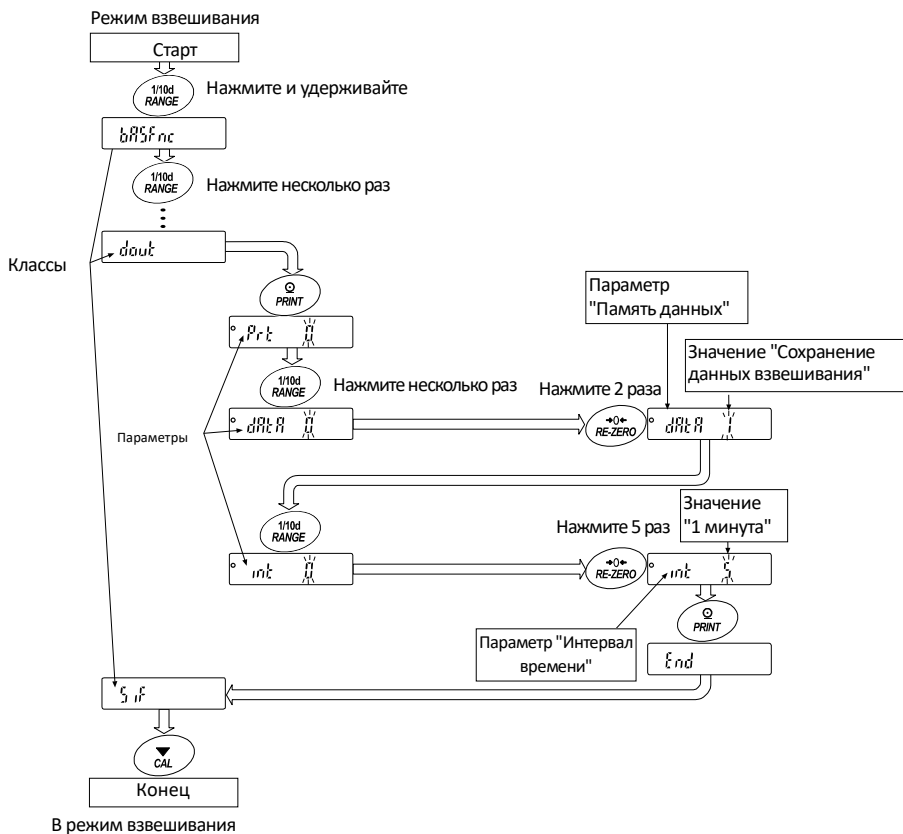 Режим взвешивания
Старт
1/10d
RANGE
Нажмите и удерживайте
bASFnc
1/10d
RANGE
Нажмите несколько раз
Классы
dout
PRINT
Параметр
"Память данных"
Prt 0
Значение "Сохранение
данных взвешивания"
1/10d
RANGE
Нажмите несколько раз
Нажмите 2 раза
Параметры
dAtA 0
→0←
RE-ZERO
dAtA 1
1/10d
RANGE
Нажмите 5 раз
Значение
"1 минута"
int 0
→0←
RE-ZERO
int 5
PRINT
Параметр "Интервал
времени"
End
SiF
CAL
Конец
В режим взвешивания